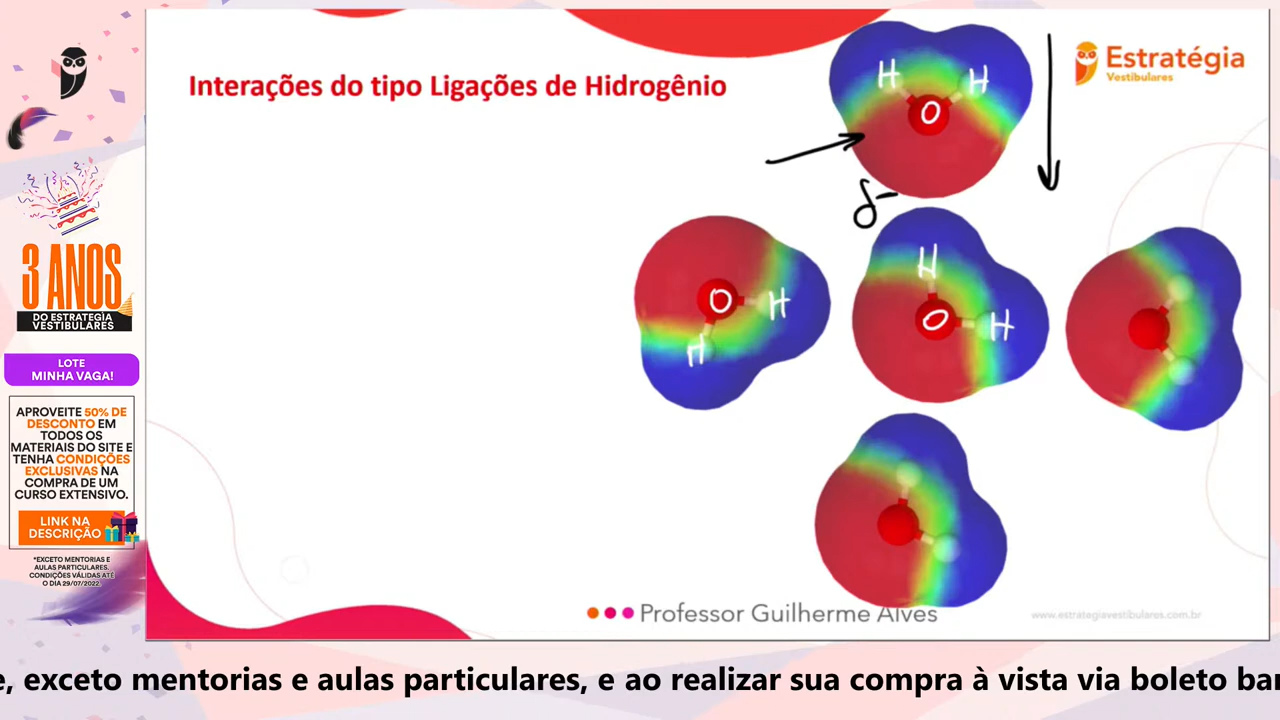 Interações do tipo Ligações de Hidrogênio
Estratégia
Vestibulares
H H
O
δ-
O H
H
H
O H
3 ANOS
DO ESTRATEGIA
VESTIBULARES
LOTE
MINHA VAGA!
APROVEITE 50% DE
DESCONTO EM
TODOS OS
MATERIAIS DO SITE E
TENHA CONDIÇÕES
EXCLUSIVAS NA
COMPRA DE UM
CURSO EXTENSIVO.
LINK NA
DESCRIÇÃO
*EXCETO MENTORIAS E
AULAS PARTICULARES.
CONDIÇÕES VÁLIDAS ATÉ
O DIA 29/07/2022.
Professor Guilherme Alves
www.estrategiavestibulares.com.br
e, exceto mentorias e aulas particulares, e ao realizar sua compra à vista via boleto ban